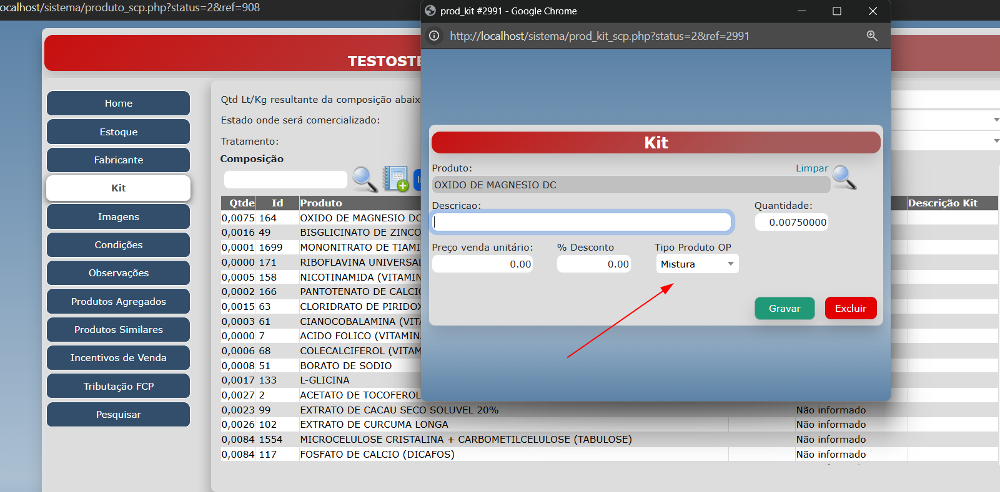 ocalhost/sistema/produto_scp.php?status=2&ref=908
prod_kit #2991 - Google Chrome
http://localhost/sistema/prod_kit_scp.php?status=2&ref=2991
TESTOSTE
Home
Estoque
Fabricante
Kit
Imagens
Condições
Observações
Produtos Agregados
Produtos Similares
Incentivos de Venda
Tributação FCP
Pesquisar
Qtd Lt/Kg resultante da composição abaix
Estado onde será comercializado:
Tratamento:
Composição
Qtde Id Produto Descrição Kit
0,0075 164 OXIDO DE MAGNESIO DC
0,0016 49 BISGLICINATO DE ZINCO
0,0001 1699 MONONITRATO DE TIAMI
0,0000 171 RIBOFLAVINA UNIVERSAL
0,0005 158 NICOTINAMIDA (VITAMIN
0,0002 166 PANTOTENATO DE CALCIO
0,0015 63 CLORIDRATO DE PIRIDOX
0,0003 61 CIANOCOBALAMINA (VITA
0,0000 7 ACIDO FOLICO (VITAMINA
0,0006 68 COLECALCIFEROL (VITAM
0,0008 51 BORATO DE SODIO
0,0017 133 L-GLICINA
0,0027 2 ACETATO DE TOCOFEROL
0,0023 99 EXTRATO DE CACAU SECO SOLUVEL 20% Não informado
0,0026 102 EXTRATO DE CURCUMA LONGA Não informado
0,0084 1554 MICROCELULOSE CRISTALINA + CARBOMETILCELULOSE (TABULOSE) Não informado
0,0084 117 FOSFATO DE CALCIO (DICAFOS) Não informado
Kit
Produto: Limpar
OXIDO DE MAGNESIO DC
Descricao: Quantidade:
0.00750000
Preço venda unitário: % Desconto Tipo Produto OP
0.00 0.00 Mistura
Gravar Excluir